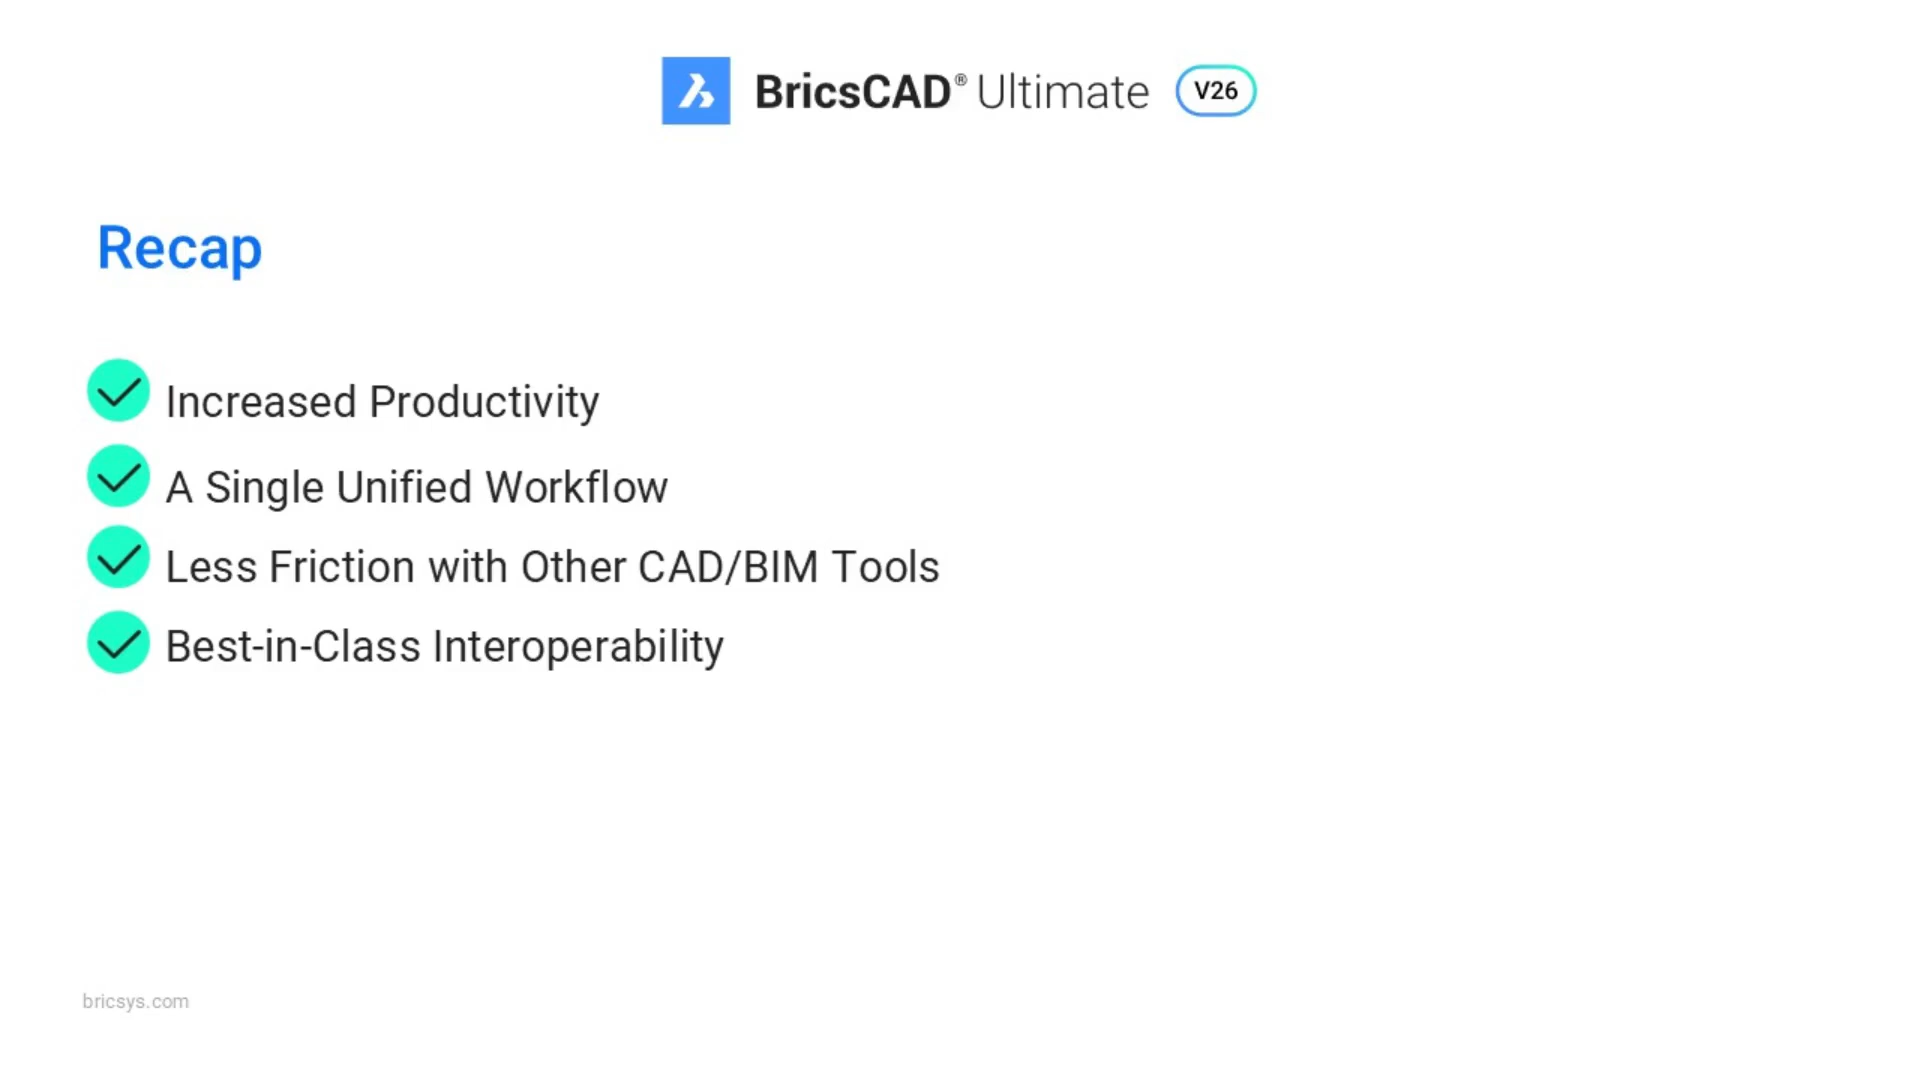 BricsCAD® Ultimate V26
Recap
Increased Productivity
A Single Unified Workflow
Less Friction with Other CAD/BIM Tools
Best-in-Class Interoperability
bricsys.com